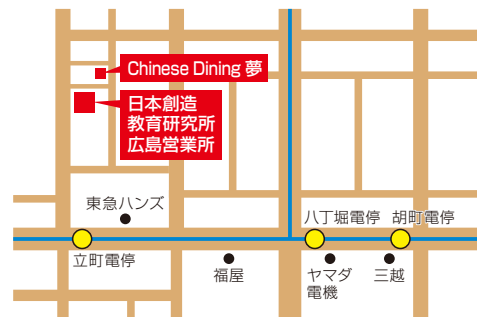 Chinese Dining 夢
日本創造
教育研究所
広島営業所
東急ハンズ
八丁堀電停
胡町電停
立町電停
福屋
ヤマダ
電機
三越